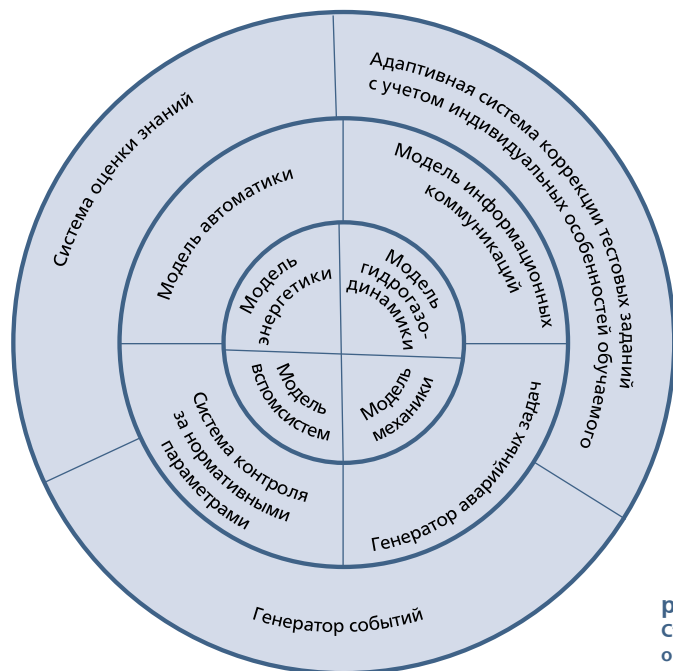 Система оценки знаний
Адаптивная система коррекции тестовых заданий
с учетом индивидуальных особенностей обучаемого
Модель автоматики
Модель информационных
коммуникаций
Модель
энергетики
Модель
гидрогазо-
динамики
Модель
вспомсистем
Модель
механики
Система контроля
за нормативными
параметрами
Генератор аварийных задач
Генератор событий